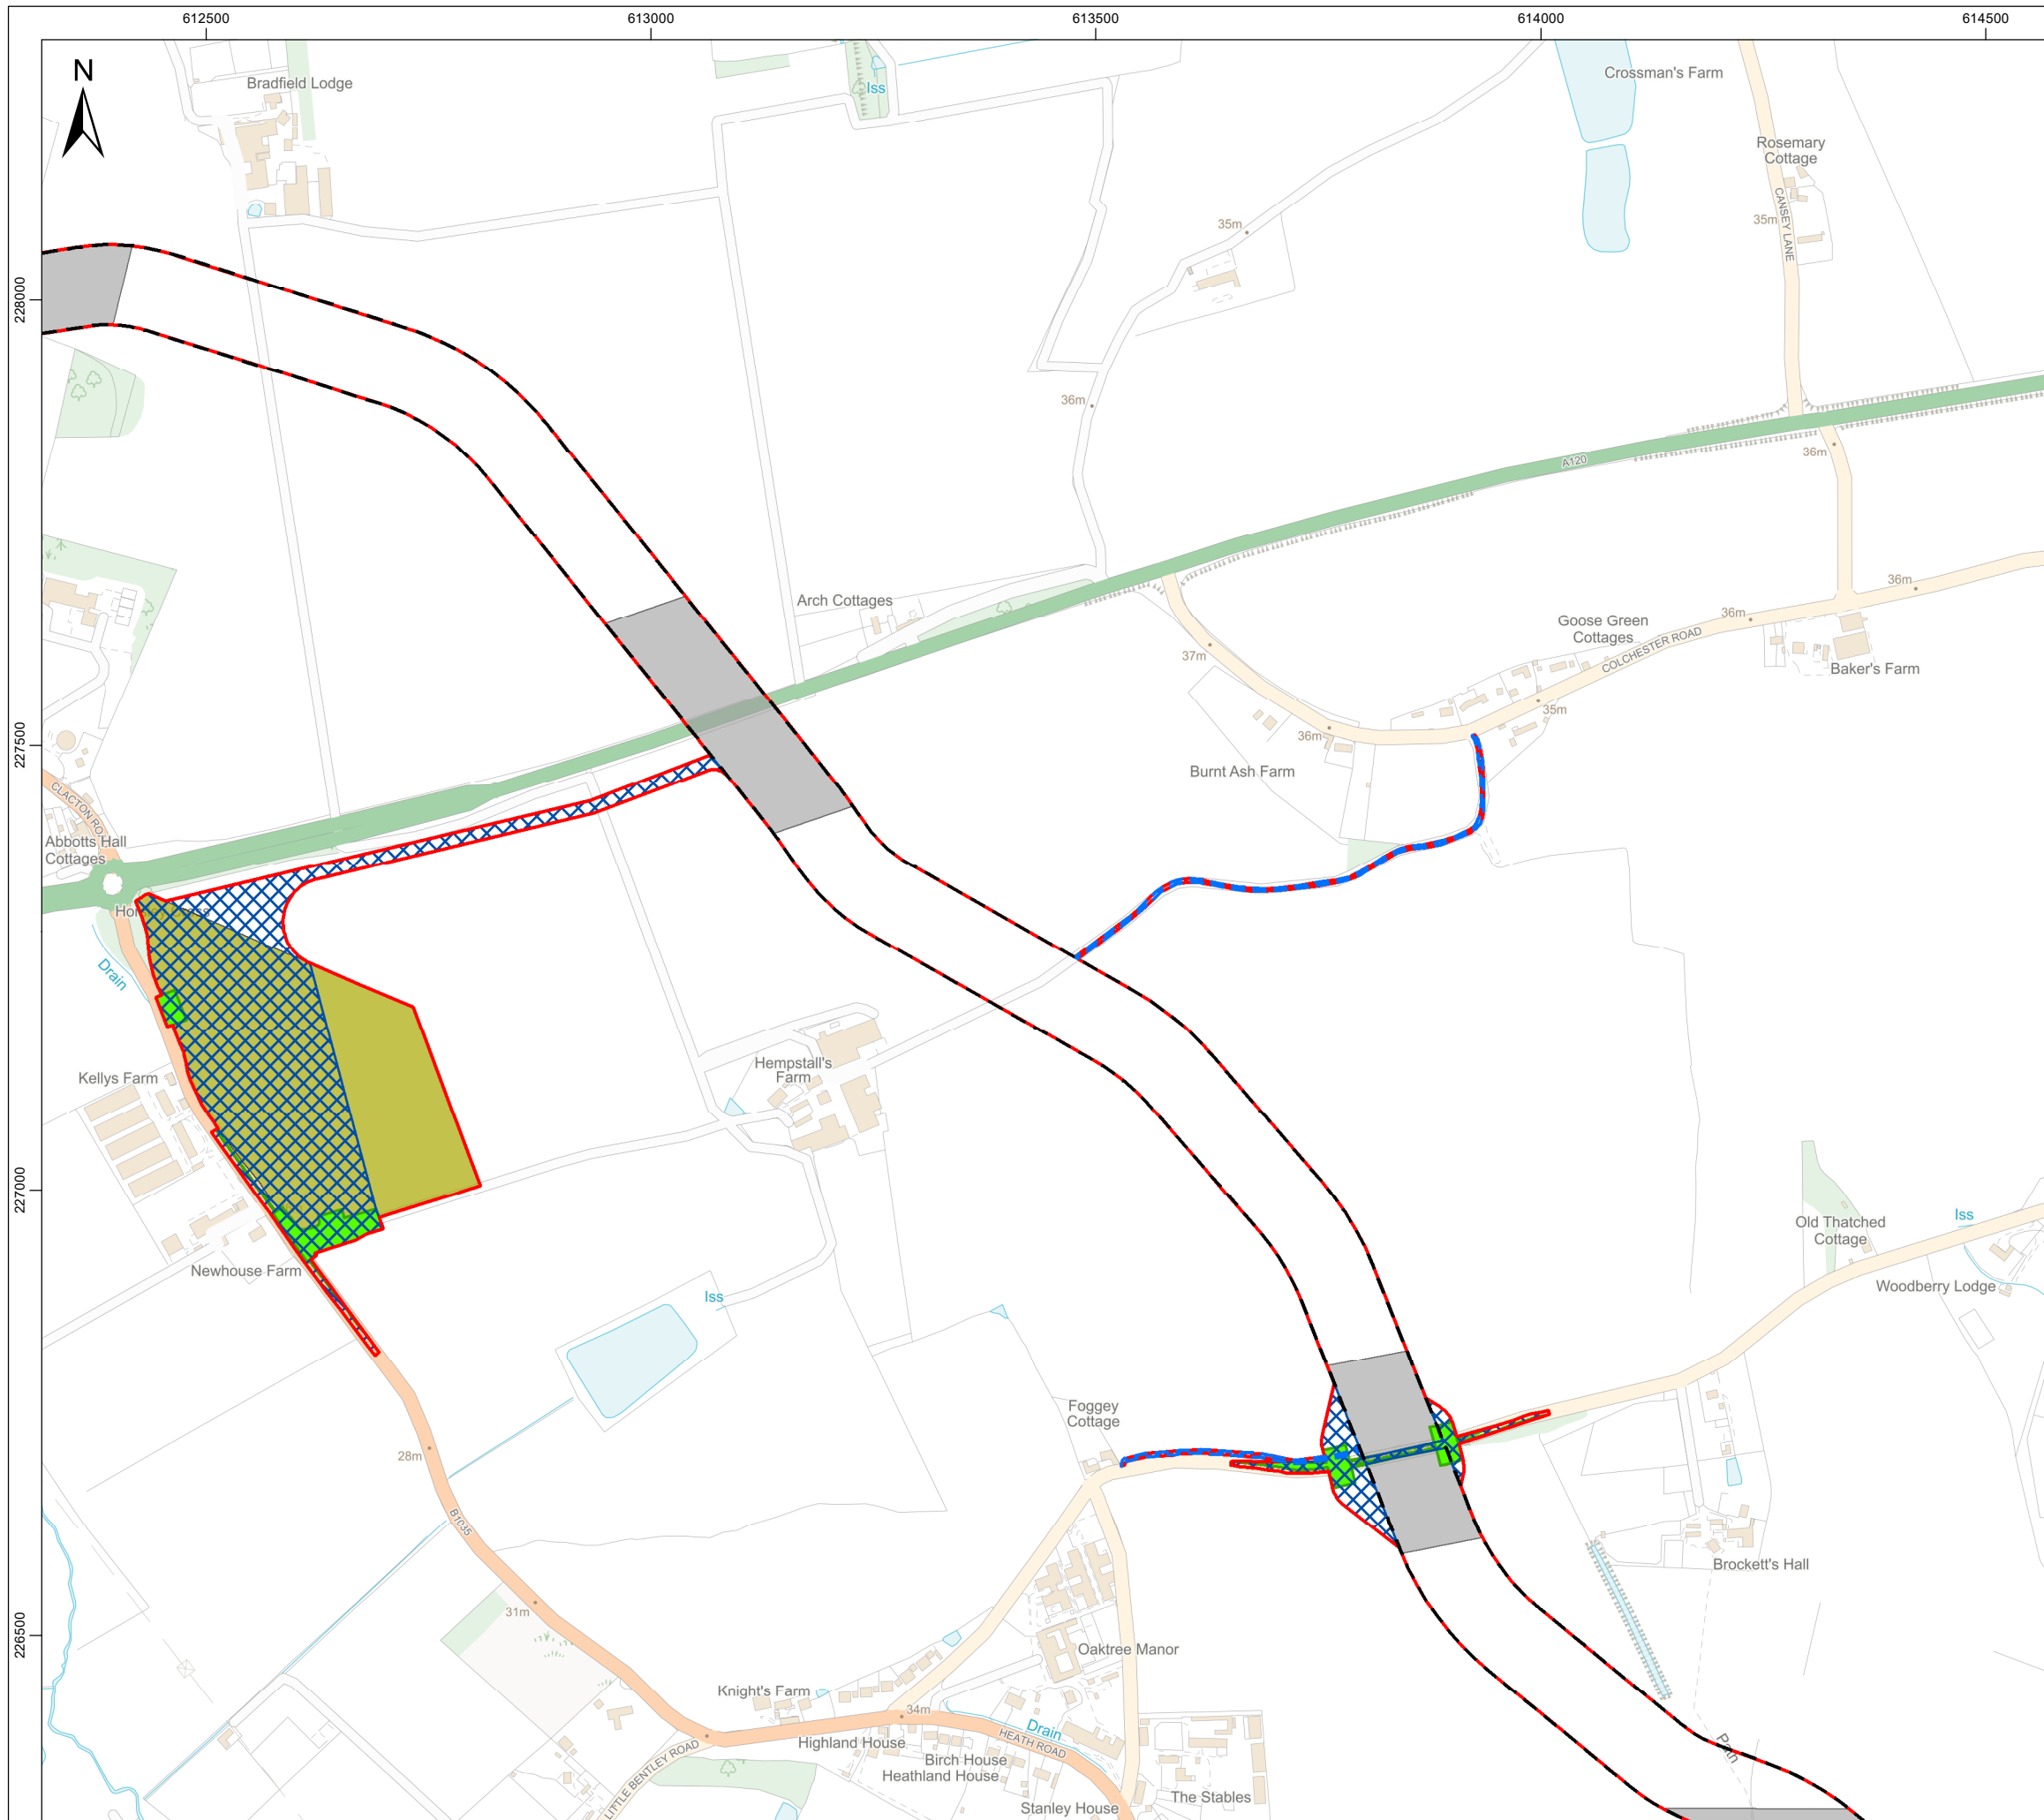 612500
613000
613500
614000
614500
N
Bradfield Lodge
Iss
Crossman's Farm
Rosemary
Cottage
35m
35m
CANSEY LANE
228000
36m
36m
A120
36m
Arch Cottages
Goose Green
Cottages
36m
COLCHESTER ROAD
37m
Baker's Farm
35m
36m
227500
Burnt Ash Farm
Abbotts Hall
Cottages
Drain
Hempstall's
Farm
Kellys Farm
227000
Old Thatched
Cottage
Iss
Newhouse Farm
Woodberry Lodge
Iss
Foggey
Cottage
28m
B1035
Brockett's Hall
31m
226500
Oaktree Manor
Knight's Farm
34m
Drain
HEATH ROAD
Highland House
Path
LITTLE BENTLEY ROAD
Birch House
Heathland House
The Stables
Stanley House